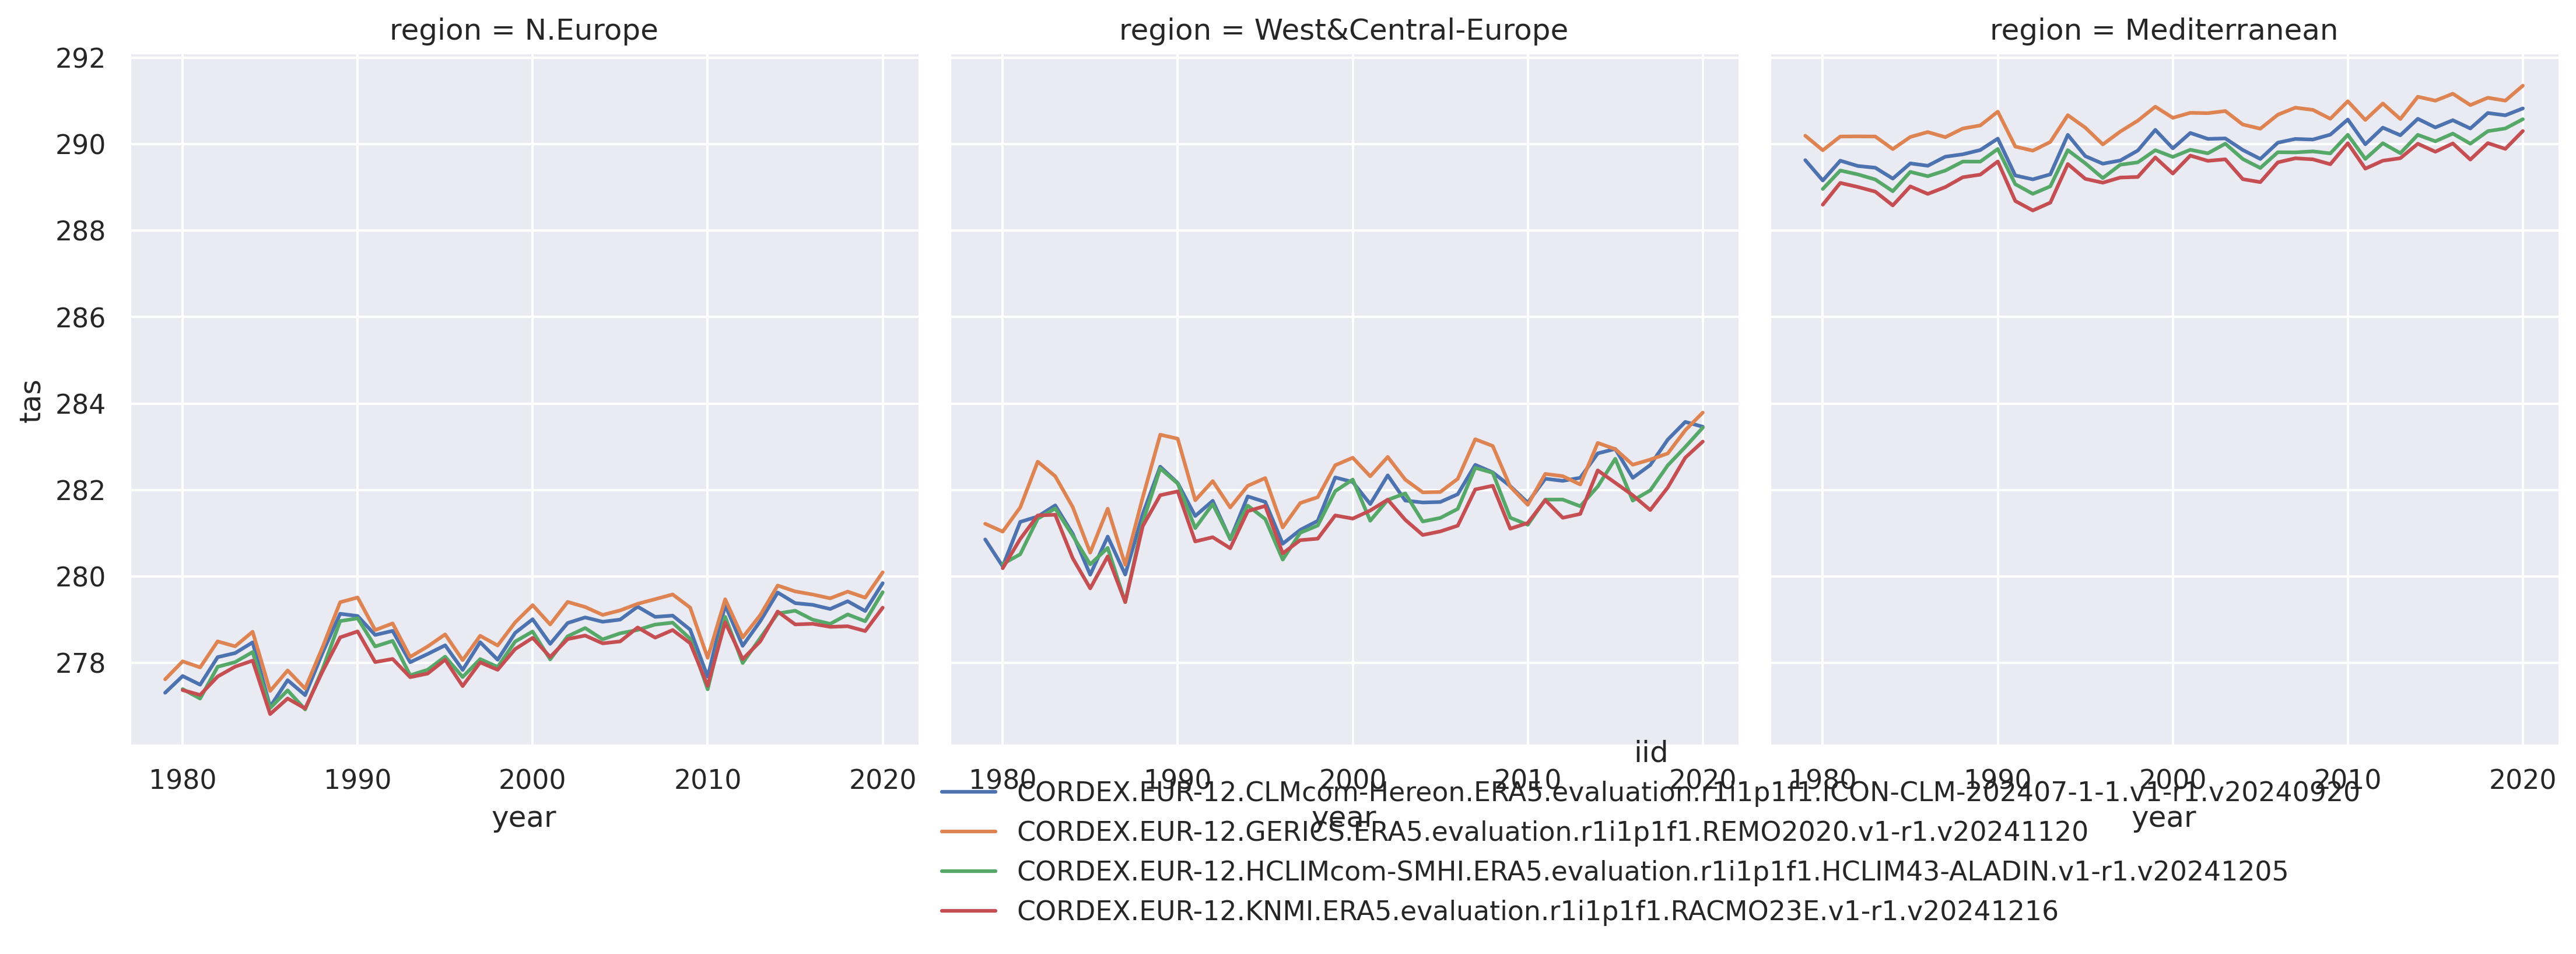 region = N.Europe
region = West&Central-Europe
region = Mediterranean
292
290
288
286
284
282
280
278
tas
1980 1990 2000 2010 2020
year
1980 1990 2000 2010 2020
year
1980 1990 2000 2010 2020
year
iid
CORDEX.EUR-12.CLMcom-Hereon.ERA5.evaluation.r1i1p1f1.ICON-CLM-202407-1-1.v1-r1.v20240920
CORDEX.EUR-12.GERICS.ERA5.evaluation.r1i1p1f1.REMO2020.v1-r1.v20241120
CORDEX.EUR-12.HCLIMcom-SMHI.ERA5.evaluation.r1i1p1f1.HCLIM43-ALADIN.v1-r1.v20241205
CORDEX.EUR-12.KNMI.ERA5.evaluation.r1i1p1f1.RACMO23E.v1-r1.v20241216